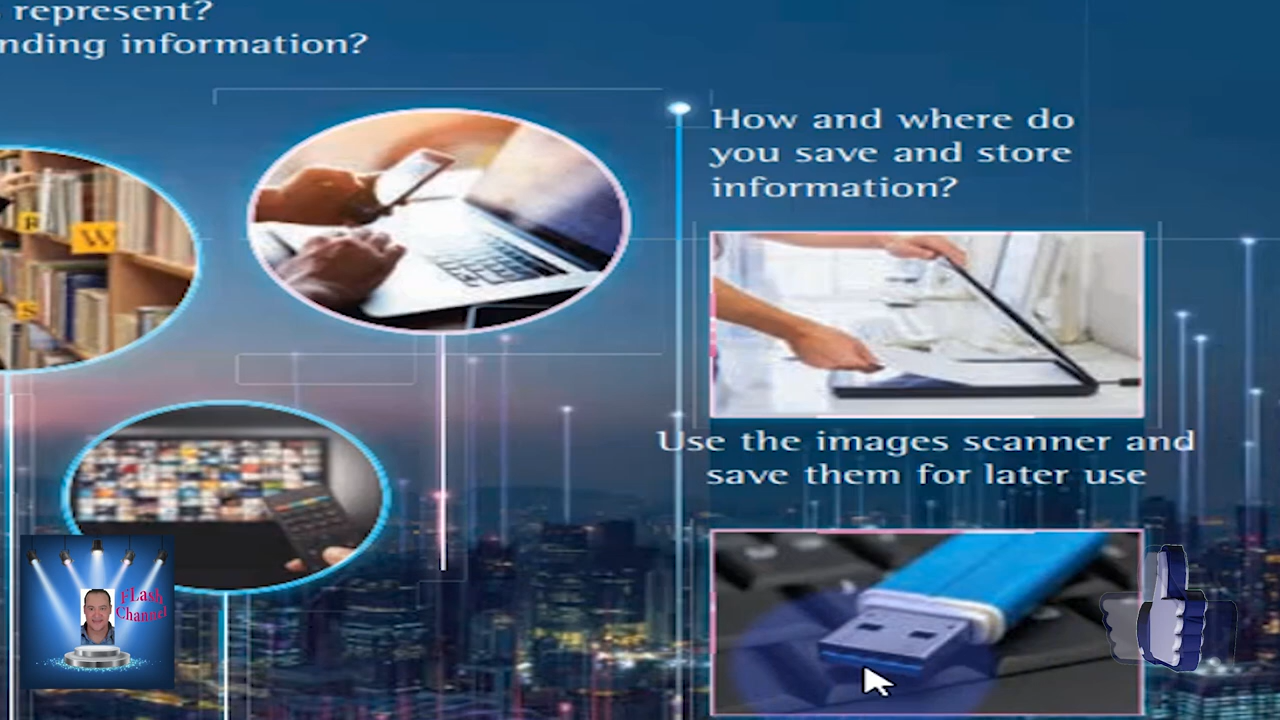 represent?
nding information?
How and where do
you save and store
information?
R
W
S
Use the images scanner and
save them for later use
FLash
Channel